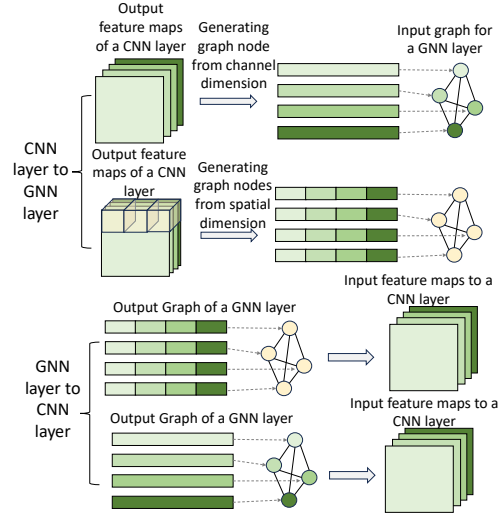 Output
feature maps
of a CNN layer
Generating
graph node
from channel
dimension
Input graph for
a GNN layer
CNN
layer to
GNN
layer
Output feature
maps of a CNN
layer
Generating
graph nodes
from spatial
dimension
Output Graph of a GNN layer
Input feature maps to a
CNN layer
GNN
layer to
CNN
layer
Output Graph of a GNN layer
Input feature maps to a
CNN layer